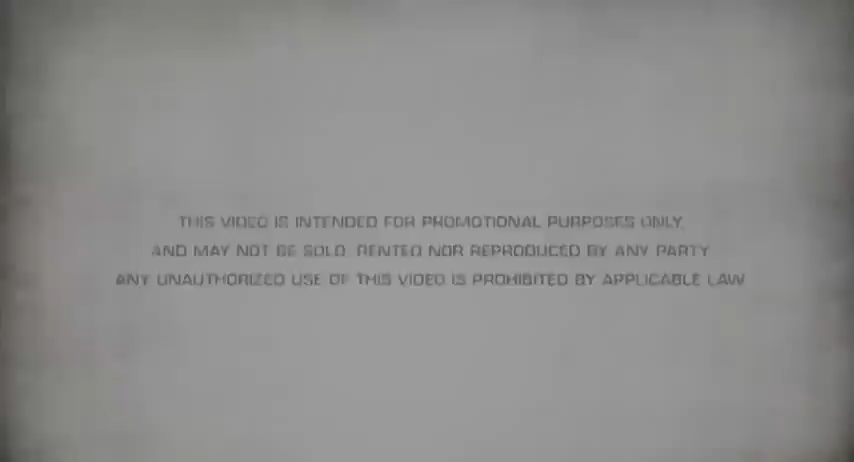 THIS VIDEO IS INTENDED FOR PROMOTIONAL PURPOSES ONLY,
AND MAY NOT BE SOLD, RENTED NOR REPRODUCED BY ANY PARTY.
ANY UNAUTHORIZED USE OF THIS VIDEO IS PROHIBITED BY APPLICABLE LAW